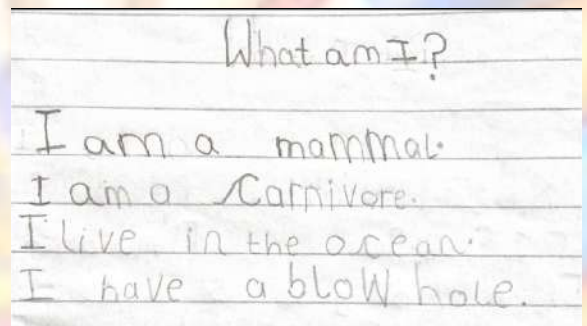 What am I?
I am a mammal.
I am a Carnivore.
I live in the ocean.
I have a blow hole.